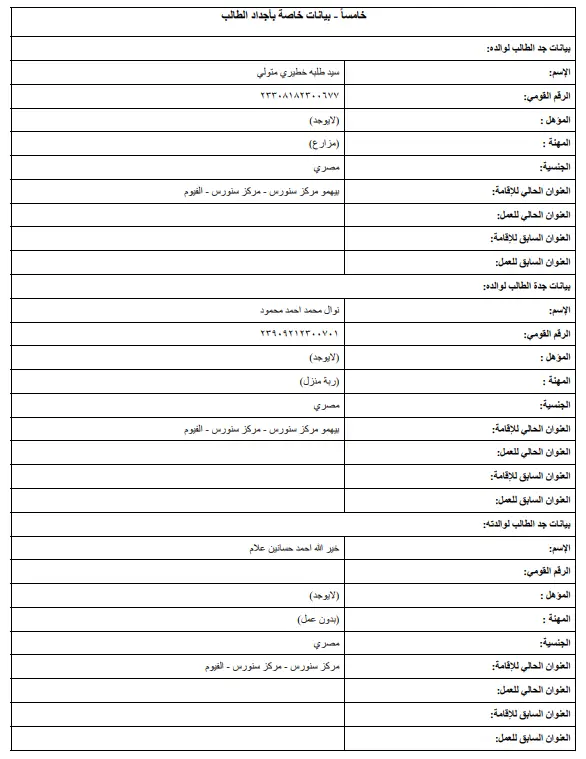 خامساً - بيانات خاصة بأجداد الطالب
بيانات جد الطالب لوالده:
الإسم: سيد طلبه خطيري متولي
الرقم القومي: ٢٣٣٠٨١٨٢٣٠٠٦٧٧
المؤهل : (لايوجد)
المهنة : (مزارع)
الجنسية: مصري
العنوان الحالي للإقامة: بيهمو مركز سنورس - مركز سنورس - الفيوم
العنوان الحالي للعمل:
العنوان السابق للإقامة:
العنوان السابق للعمل:
بيانات جدة الطالب لوالده:
الإسم: نوال محمد احمد محمود
الرقم القومي: ٢٣٩٠٩٢١٢٣٠٠٧٠١
المؤهل : (لايوجد)
المهنة : (ربة منزل)
الجنسية: مصري
العنوان الحالي للإقامة: بيهمو مركز سنورس - مركز سنورس - الفيوم
العنوان الحالي للعمل:
العنوان السابق للإقامة:
العنوان السابق للعمل:
بيانات جد الطالب لوالدته:
الإسم: خير الله احمد حسانين علام
الرقم القومي:
المؤهل : (لايوجد)
المهنة : (بدون عمل)
الجنسية: مصري
العنوان الحالي للإقامة: مركز سنورس - مركز سنورس - الفيوم
العنوان الحالي للعمل:
العنوان السابق للإقامة:
العنوان السابق للعمل: